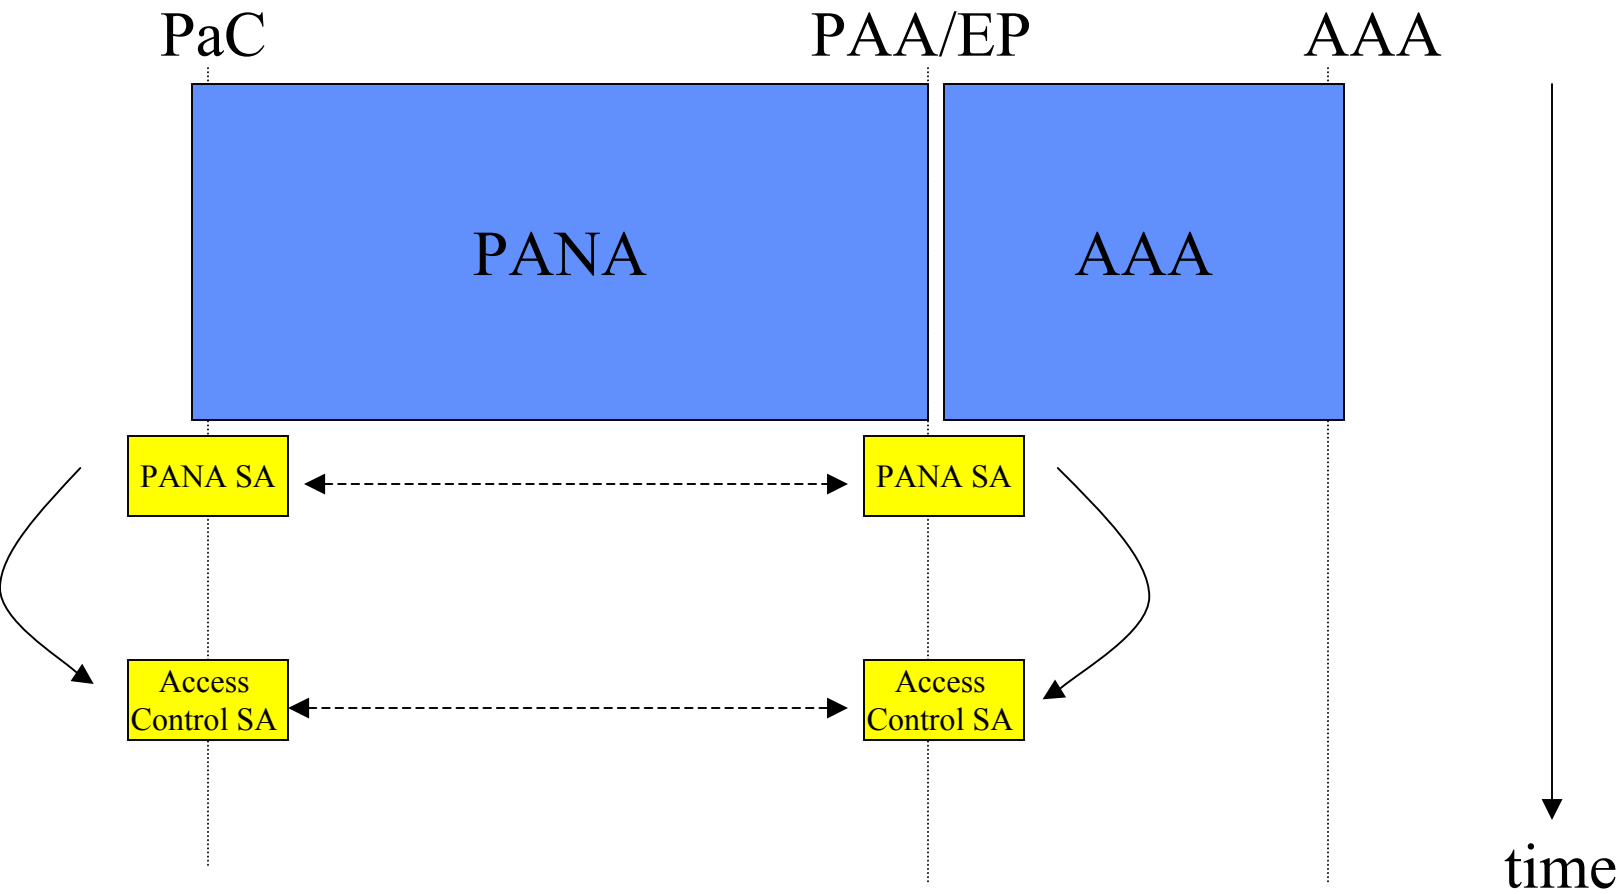 PaC
PAA/EP
AAA
PANA
AAA
PANA SA
PANA SA
Access
Control SA
Access
Control SA
time